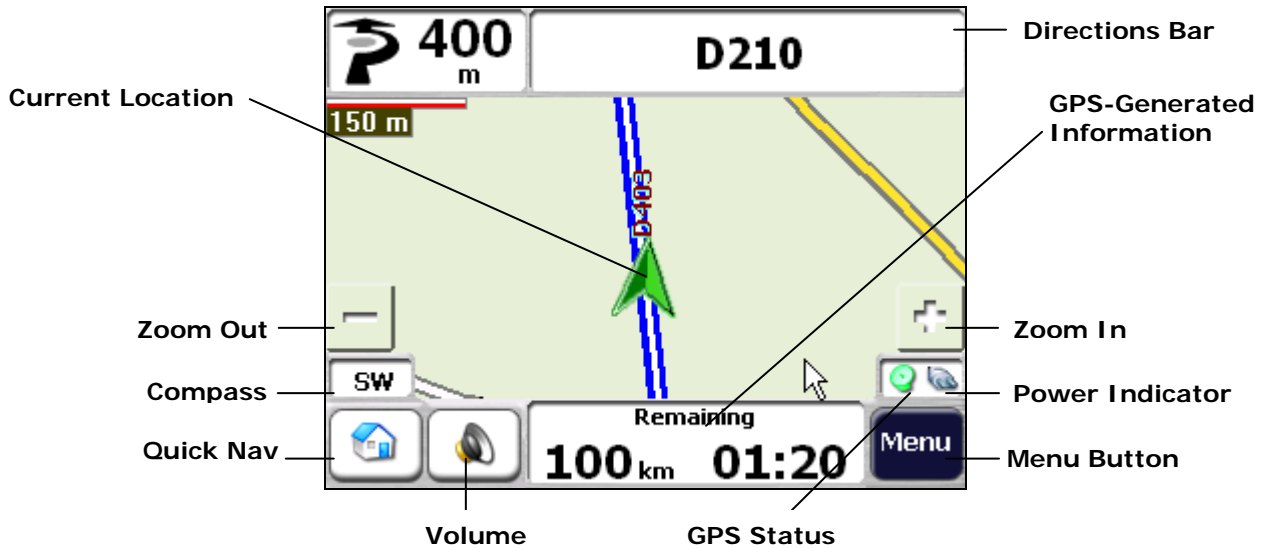 400
m
D210
Directions Bar
Current Location
GPS-Generated
Information
150 m
D403
Zoom Out
Zoom In
Compass
SW
Power Indicator
Quick Nav
Remaining
100 km 01:20
Menu
Menu Button
Volume
GPS Status